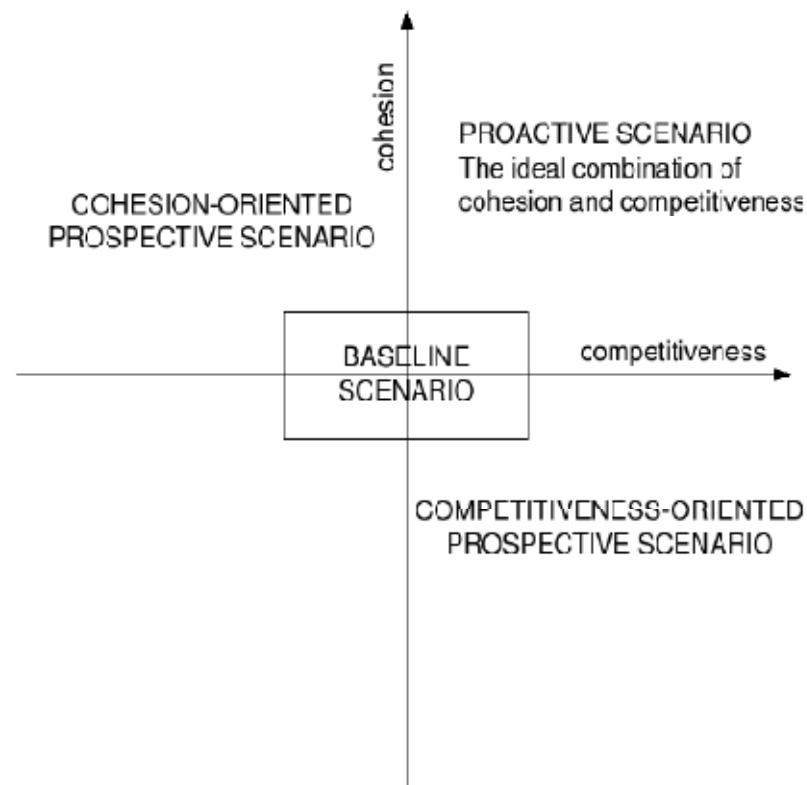 cohesion
PROACTIVE SCENARIO
The ideal combination of
cohesion and competitiveness
COHESION-ORIENTED
PROSPECTIVE SCENARIO
BASELINE
SCENARIO
competitiveness
COMPETITIVENESS-ORIENTED
PROSPECTIVE SCENARIO